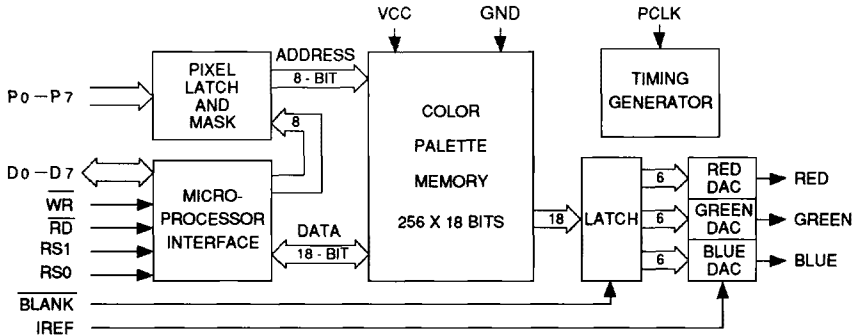 VCC
GND
PCLK
P0–P7
PIXEL
LATCH
AND
MASK
ADDRESS
8 - BIT
8
COLOR
PALETTE
MEMORY
256 X 18 BITS
TIMING
GENERATOR
D0–D7
WR
RD
RS1
RS0
MICRO-
PROCESSOR
INTERFACE
DATA
18 - BIT
18
LATCH
6
6
6
RED
DAC
GREEN
DAC
BLUE
DAC
RED
GREEN
BLUE
BLANK
IREF